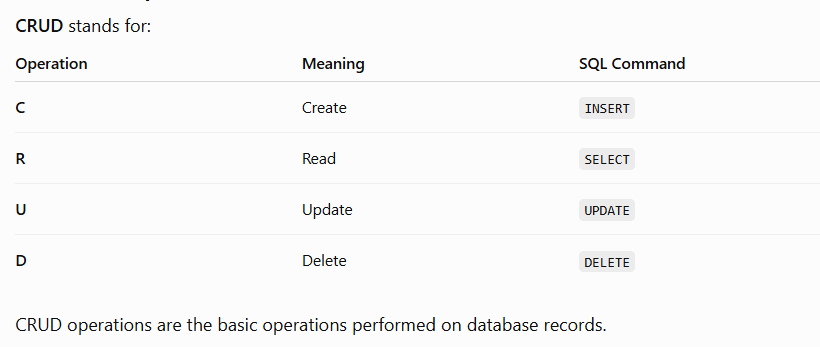 CRUD stands for:
Operation Meaning SQL Command
C Create INSERT
R Read SELECT
U Update UPDATE
D Delete DELETE
CRUD operations are the basic operations performed on database records.